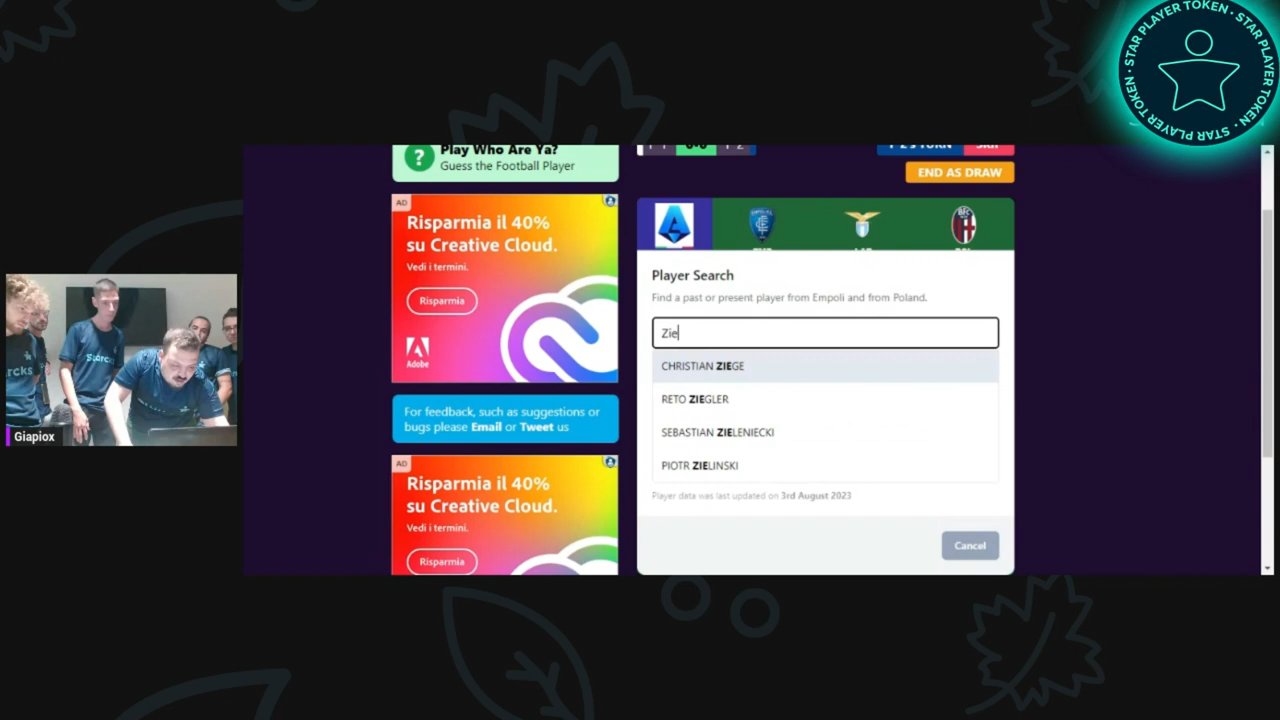 STAR PLAYER TOKEN • STAR PLAYER TOKEN • STAR PLAYER TOKEN •
Play Who Are Ya?
Guess the Football Player
END AS DRAW
AD
Risparmia il 40%
su Creative Cloud.
Vedi i termini.
Risparmia
Adobe
For feedback, such as suggestions or
bugs please Email or Tweet us
AD
Risparmia il 40%
su Creative Cloud.
Vedi i termini.
Risparmia
BFC
Player Search
Find a past or present player from Empoli and from Poland.
Zie
CHRISTIAN ZIEGE
RETO ZIEGLER
SEBASTIAN ZIELENIECKI
PIOTR ZIELINSKI
Player data was last updated on 3rd August 2023
Cancel
Giapiox